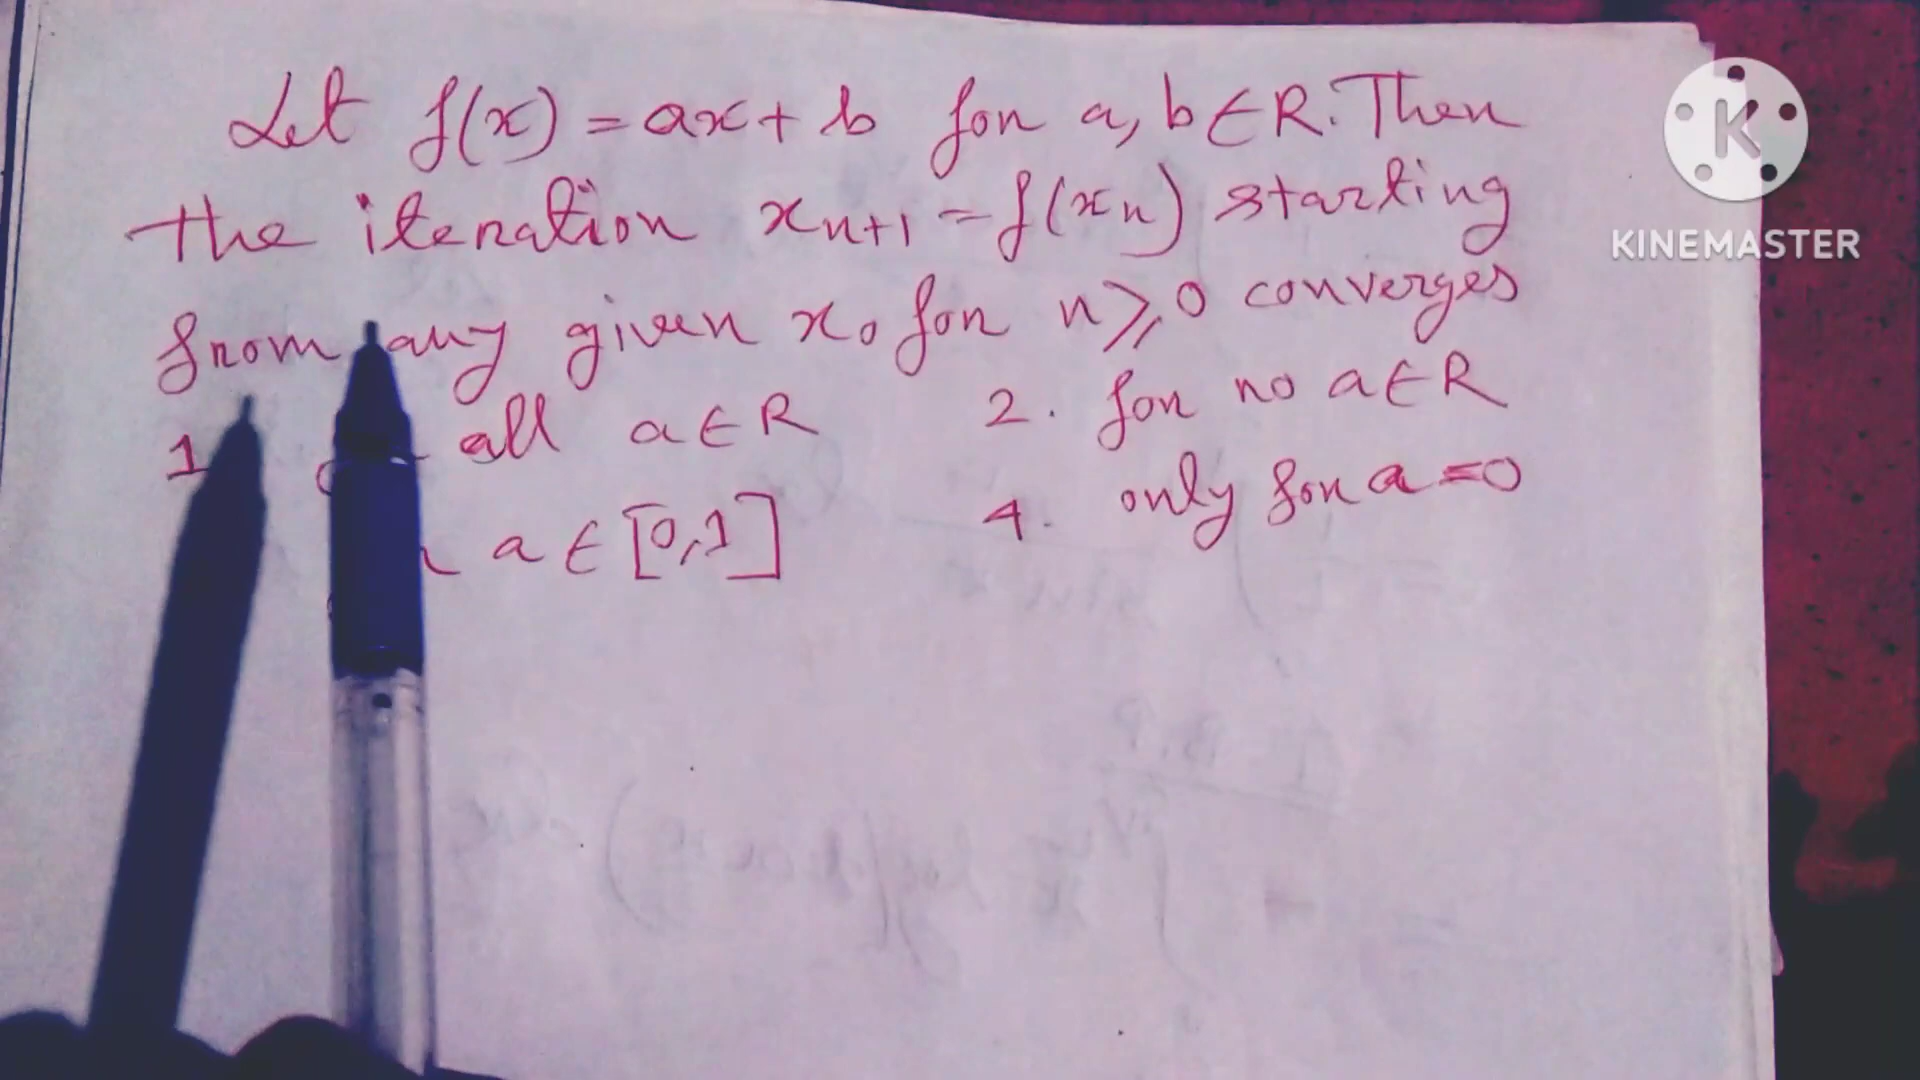 Let f(x) = ax + b for a, b ∈ R. Then
the iteration xₙ₊₁ = f(xₙ) starting
from any given x₀ for n ≥ 0 converges
1 all a ∈ R
2. for no a ∈ R
a ∈ [0,1]
4. only for a = 0
K
KINEMASTER